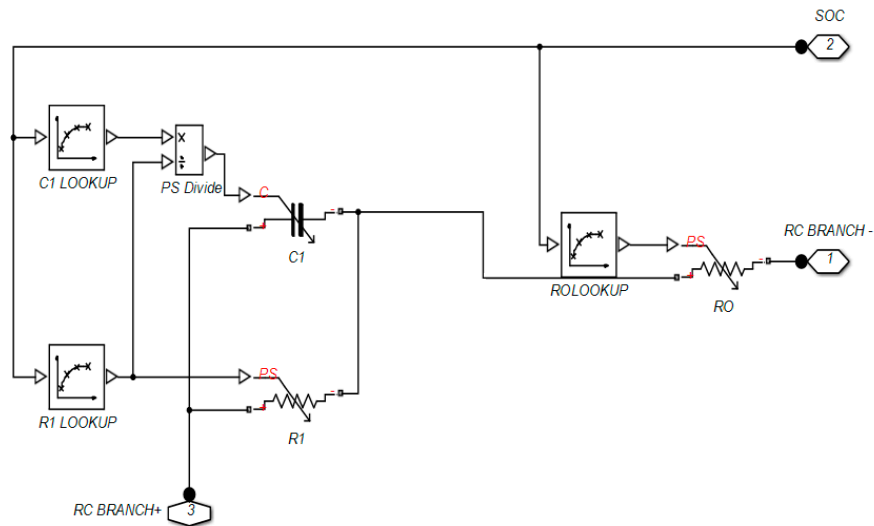 SOC
2
C1 LOOKUP
×
÷
PS Divide
C
C1
PS
ROLOOKUP
RO
RC BRANCH -
1
R1 LOOKUP
PS
R1
RC BRANCH+
3